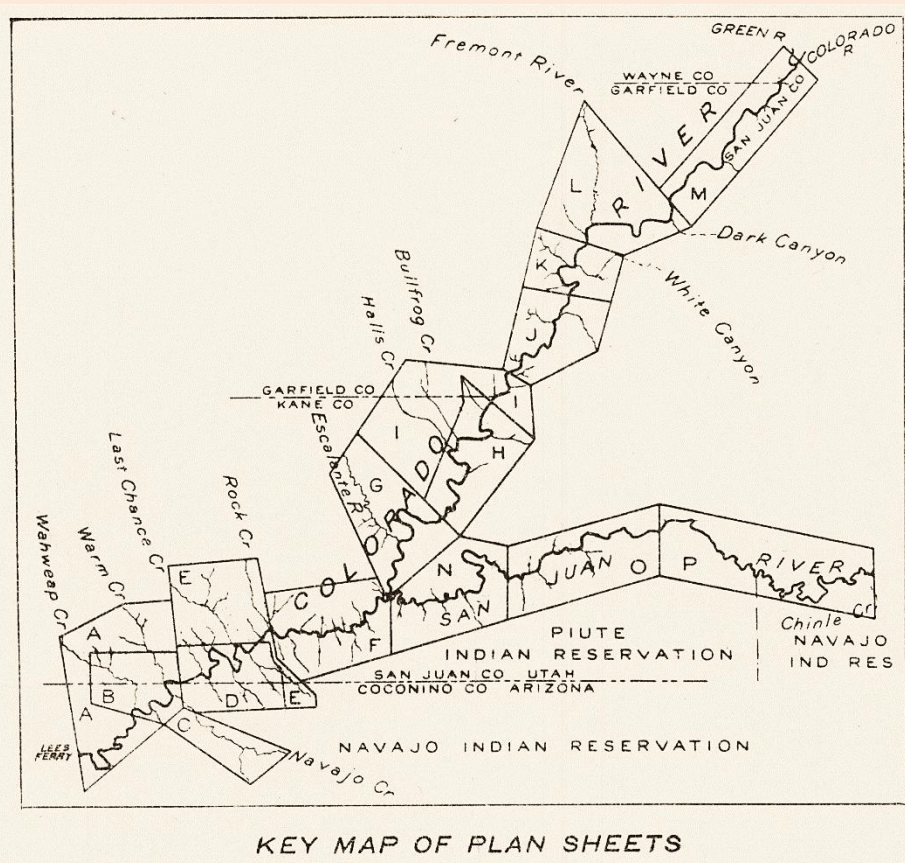 GREEN R
COLORADO
R
Fremont River
WAYNE CO
GARFIELD CO
SAN JUAN CO
RIVER
L
M
Dark Canyon
K
White Canyon
J
Bullfrog Cr
Halls Cr
GARFIELD CO
KANE CO
I
I
H
Escalante R
G
COLORADO
Last Chance Cr
Rock Cr
Warm Cr
Wahweap Cr
E
N
SAN
JUAN
O
P
RIVER
Chinle
Cr
A
F
PIUTE
INDIAN RESERVATION
NAVAJO
IND RES
SAN JUAN CO UTAH
COCONINO CO ARIZONA
B
D
E
A
C
LEES
FERRY
Navajo Cr
NAVAJO INDIAN RESERVATION
KEY MAP OF PLAN SHEETS